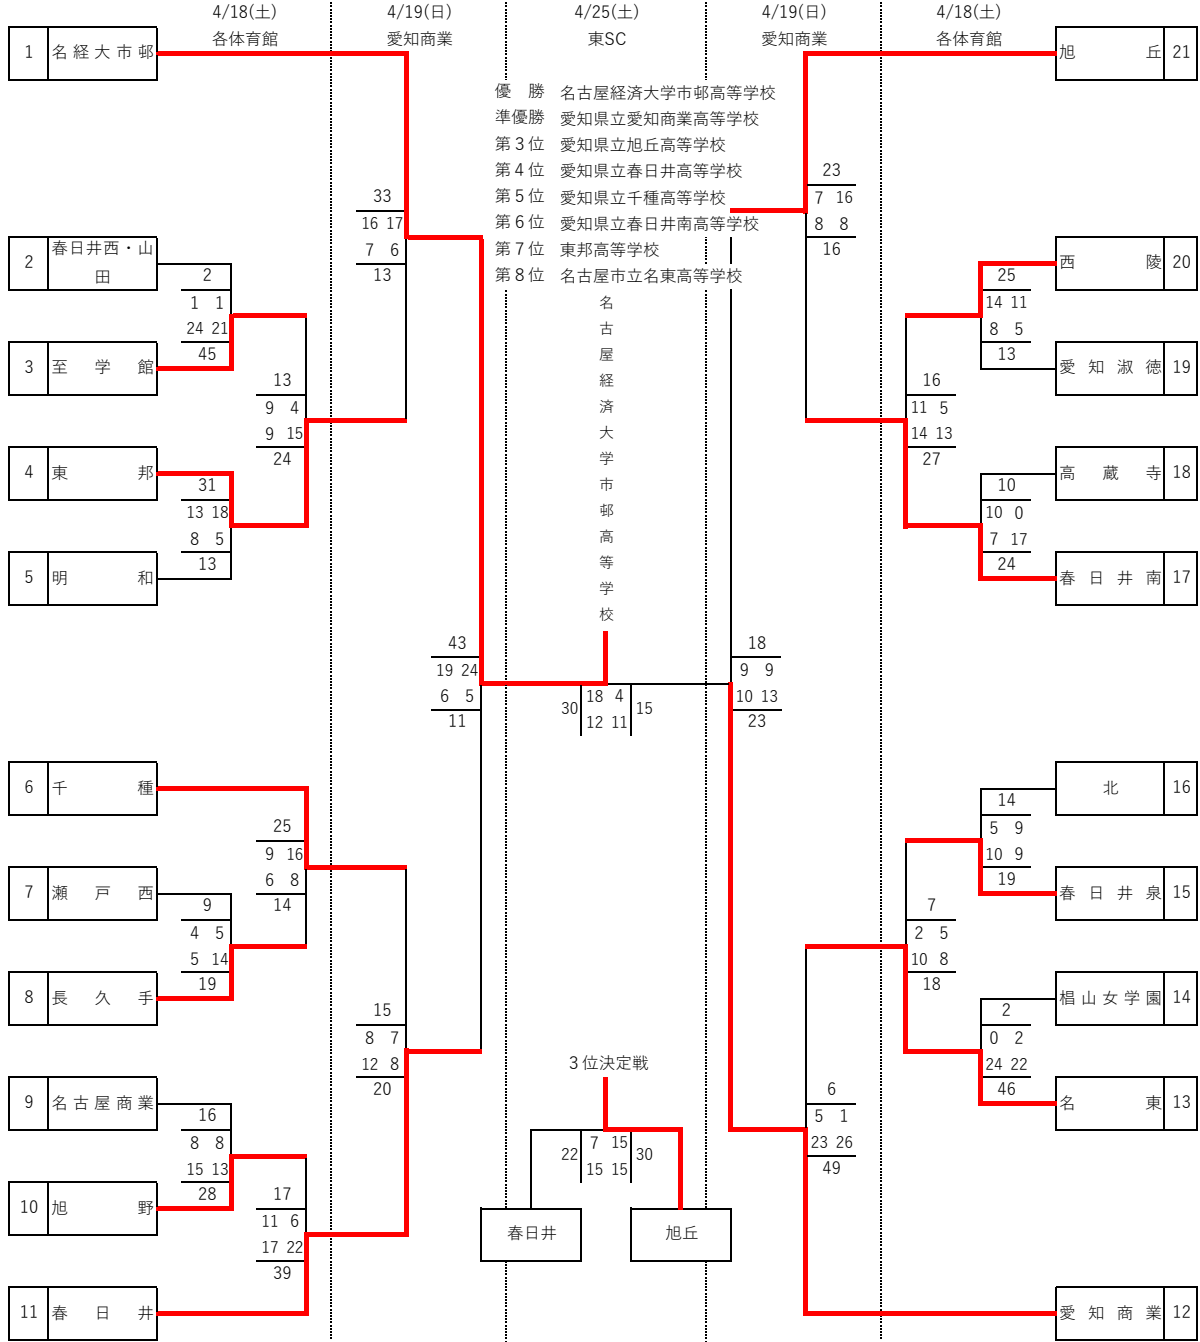 4/18(土) 4/19(日) 4/25(土) 4/19(日) 4/18(土)
各体育館 愛知商業 東SC 愛知商業 各体育館
1 名経大市邨
旭丘 21
優勝 名古屋経済大学市邨高等学校
準優勝 愛知県立愛知商業高等学校
第3位 愛知県立旭丘高等学校
第4位 愛知県立春日井高等学校
第5位 愛知県立千種高等学校
第6位 愛知県立春日井南高等学校
第7位 東邦高等学校
第8位 名古屋市立名東高等学校
名古屋経済大学市邨高等学校
33
16 17
7 6
13
23
7 16
8 8
16
2 春日井西・山
田
2
1 1
24 21
45
3 至学館
13
9 4
9 15
24
4 東邦
31
13 18
8 5
13
5 明和
西陵 20
25
14 11
8 5
13
愛知淑徳 19
16
11 5
14 13
27
高蔵寺 18
10
10 0
7 17
24
春日井南 17
43
19 24
6 5
11
30 18 4 15
12 11
18
9 9
10 13
23
6 千種
25
9 16
6 8
14
7 瀬戸西
9
4 5
5 14
19
8 長久手
15
8 7
12 8
20
9 名古屋商業
16
8 8
15 13
28
10 旭野
17
11 6
17 22
39
11 春日井
北 16
14
5 9
10 9
19
春日井泉 15
7
2 5
10 8
18
椙山女学園 14
2
0 2
24 22
46
名東 13
6
5 1
23 26
49
愛知商業 12
3位決定戦
22 7 15 30
15 15
春日井 旭丘